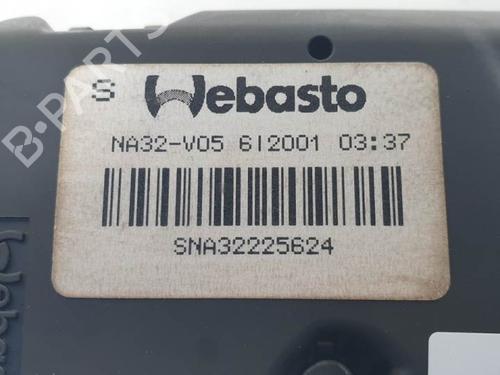 S Webasto
NA32-V05 6|2001 03:37
SNA32225624
B-PARTS